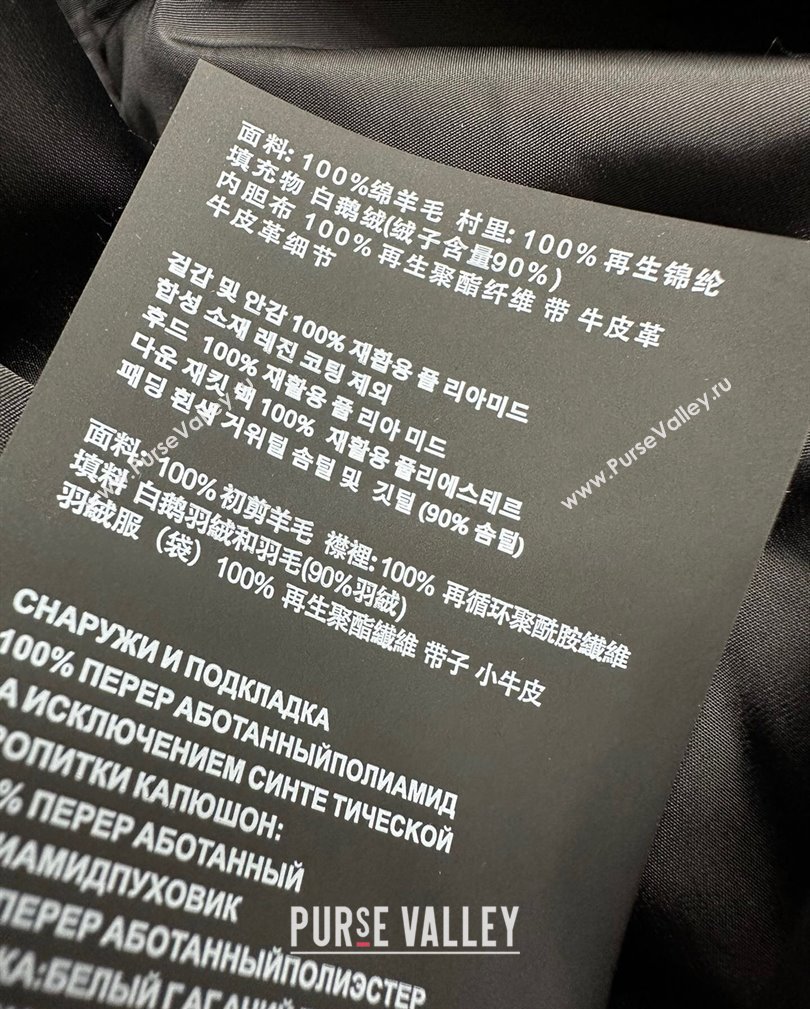 面料: 100%绵羊毛 村里: 100% 再生锦纶
填充物 白鹅绒(绒子含量90%)
内胆布 100%再生聚酯纤维 带 牛皮革
牛皮革细节
겉감 및 안감 100% 재활용 폴 리아미드
합성 소재 레진 코팅 제외
후드 100% 재활용 폴 리아 미드
다운 재킷 백 100% 재활용 폴리에스테르
패딩 흰색 거위털 솜털 및 깃털 (90% 솜털)
面料: 100%初剪羊毛 襟裡: 100% 再循环聚酰胺纖維
填料 白鹅羽絨和羽毛(90%羽絨)
羽絨服（袋）100% 再生聚酯纖維 带子 小牛皮
СНАРУЖИ И ПОДКЛАДКА
100% ПЕРЕР АБОТАННЫЙПОЛИАМИД
А ИСКЛЮЧЕНИЕМ СИНТЕ ТИЧЕСКОЙ
РОПИТКИ КАПЮШОН:
% ПЕРЕР АБОТАННЫЙ
ИАМИДПУХОВИК
ПЕРЕР АБОТАННЫЙПОЛИЭСТЕР
КА:БЕЛЫЙ ГАГАЧИЙ
www.PurseValley.ru
www.PurseValley.ru
PURSE VALLEY